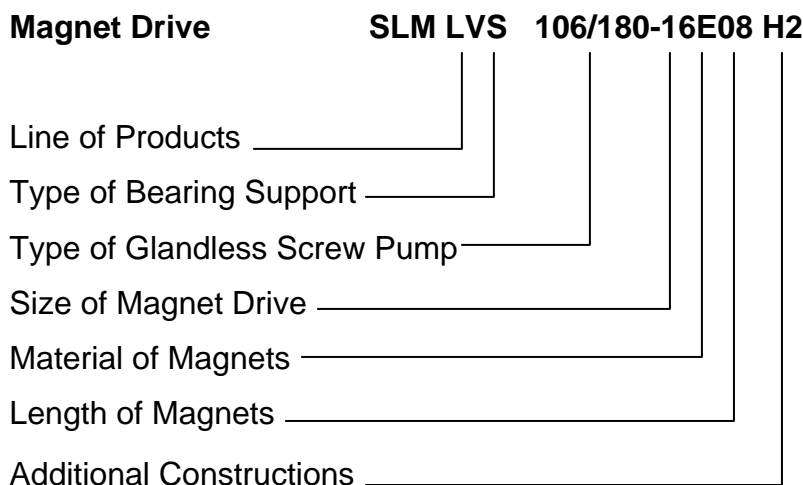 Magnet Drive SLM LVS 106/180-16E08 H2
Line of Products
Type of Bearing Support
Type of Glandless Screw Pump
Size of Magnet Drive
Material of Magnets
Length of Magnets
Additional Constructions